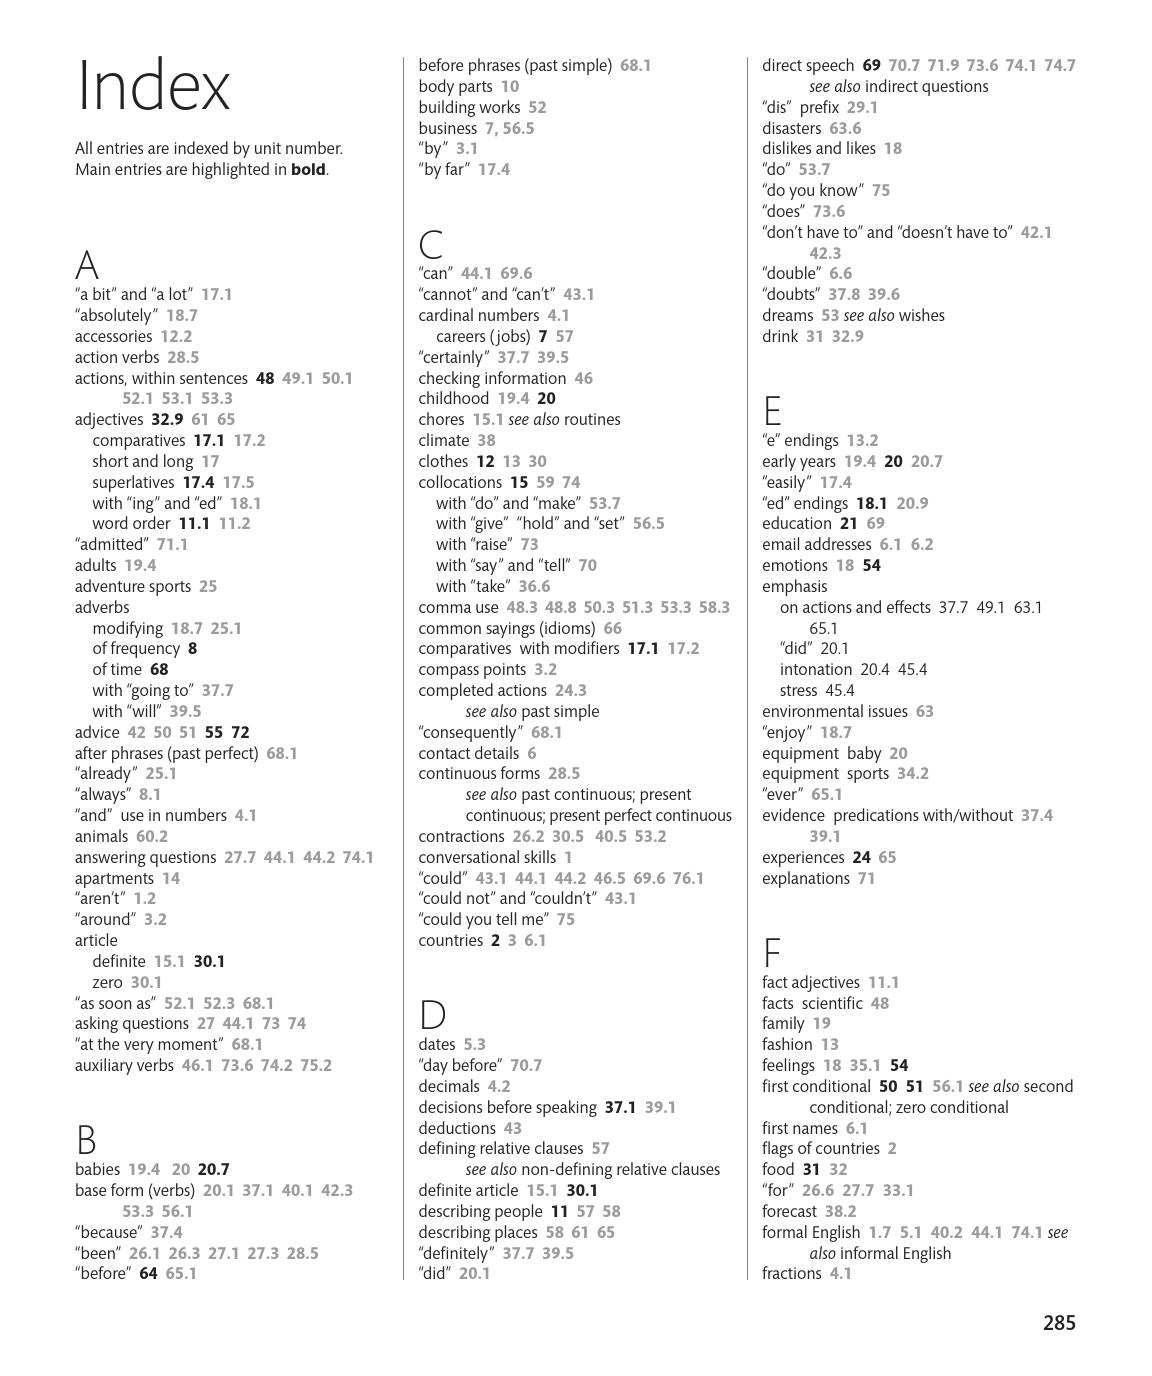 Index
All entries are indexed by unit number.
Main entries are highlighted in bold.
A
“a bit” and “a lot” 17.1
“absolutely” 18.7
accessories 12.2
action verbs 28.5
actions, within sentences 48 49.1 50.1
52.1 53.1 53.3
adjectives 32.9 61 65
comparatives 17.1 17.2
short and long 17
superlatives 17.4 17.5
with “ing” and “ed” 18.1
word order 11.1 11.2
“admitted” 71.1
adults 19.4
adventure sports 25
adverbs
modifying 18.7 25.1
of frequency 8
of time 68
with “going to” 37.7
with “will” 39.5
advice 42 50 51 55 72
after phrases (past perfect) 68.1
“already” 25.1
“always” 8.1
“and” use in numbers 4.1
animals 60.2
answering questions 27.7 44.1 44.2 74.1
apartments 14
“aren’t” 1.2
“around” 3.2
article
definite 15.1 30.1
zero 30.1
“as soon as” 52.1 52.3 68.1
asking questions 27 44.1 73 74
“at the very moment” 68.1
auxiliary verbs 46.1 73.6 74.2 75.2
B
babies 19.4 20 20.7
base form (verbs) 20.1 37.1 40.1 42.3
53.3 56.1
“because” 37.4
“been” 26.1 26.3 27.1 27.3 28.5
“before” 64 65.1
before phrases (past simple) 68.1
body parts 10
building works 52
business 7, 56.5
“by” 3.1
“by far” 17.4
C
“can” 44.1 69.6
“cannot” and “can’t” 43.1
cardinal numbers 4.1
careers (jobs) 7 57
“certainly” 37.7 39.5
checking information 46
childhood 19.4 20
chores 15.1 see also routines
climate 38
clothes 12 13 30
collocations 15 59 74
with “do” and “make” 53.7
with “give” “hold” and “set” 56.5
with “raise” 73
with “say” and “tell” 70
with “take” 36.6
comma use 48.3 48.8 50.3 51.3 53.3 58.3
common sayings (idioms) 66
comparatives with modifiers 17.1 17.2
compass points 3.2
completed actions 24.3
see also past simple
“consequently” 68.1
contact details 6
continuous forms 28.5
see also past continuous; present
continuous; present perfect continuous
contractions 26.2 30.5 40.5 53.2
conversational skills 1
“could” 43.1 44.1 44.2 46.5 69.6 76.1
“could not” and “couldn’t” 43.1
“could you tell me” 75
countries 2 3 6.1
D
dates 5.3
“day before” 70.7
decimals 4.2
decisions before speaking 37.1 39.1
deductions 43
defining relative clauses 57
see also non-defining relative clauses
definite article 15.1 30.1
describing people 11 57 58
describing places 58 61 65
“definitely” 37.7 39.5
“did” 20.1
direct speech 69 70.7 71.9 73.6 74.1 74.7
see also indirect questions
“dis” prefix 29.1
disasters 63.6
dislikes and likes 18
“do” 53.7
“do you know” 75
“does” 73.6
“don’t have to” and “doesn’t have to” 42.1
42.3
“double” 6.6
“doubts” 37.8 39.6
dreams 53 see also wishes
drink 31 32.9
E
“e” endings 13.2
early years 19.4 20 20.7
“easily” 17.4
“ed” endings 18.1 20.9
education 21 69
email addresses 6.1 6.2
emotions 18 54
emphasis
on actions and effects 37.7 49.1 63.1
65.1
“did” 20.1
intonation 20.4 45.4
stress 45.4
environmental issues 63
“enjoy” 18.7
equipment baby 20
equipment sports 34.2
“ever” 65.1
evidence predications with/without 37.4
39.1
experiences 24 65
explanations 71
F
fact adjectives 11.1
facts scientific 48
family 19
fashion 13
feelings 18 35.1 54
first conditional 50 51 56.1 see also second
conditional; zero conditional
first names 6.1
flags of countries 2
food 31 32
“for” 26.6 27.7 33.1
forecast 38.2
formal English 1.7 5.1 40.2 44.1 74.1 see
also informal English
fractions 4.1
285